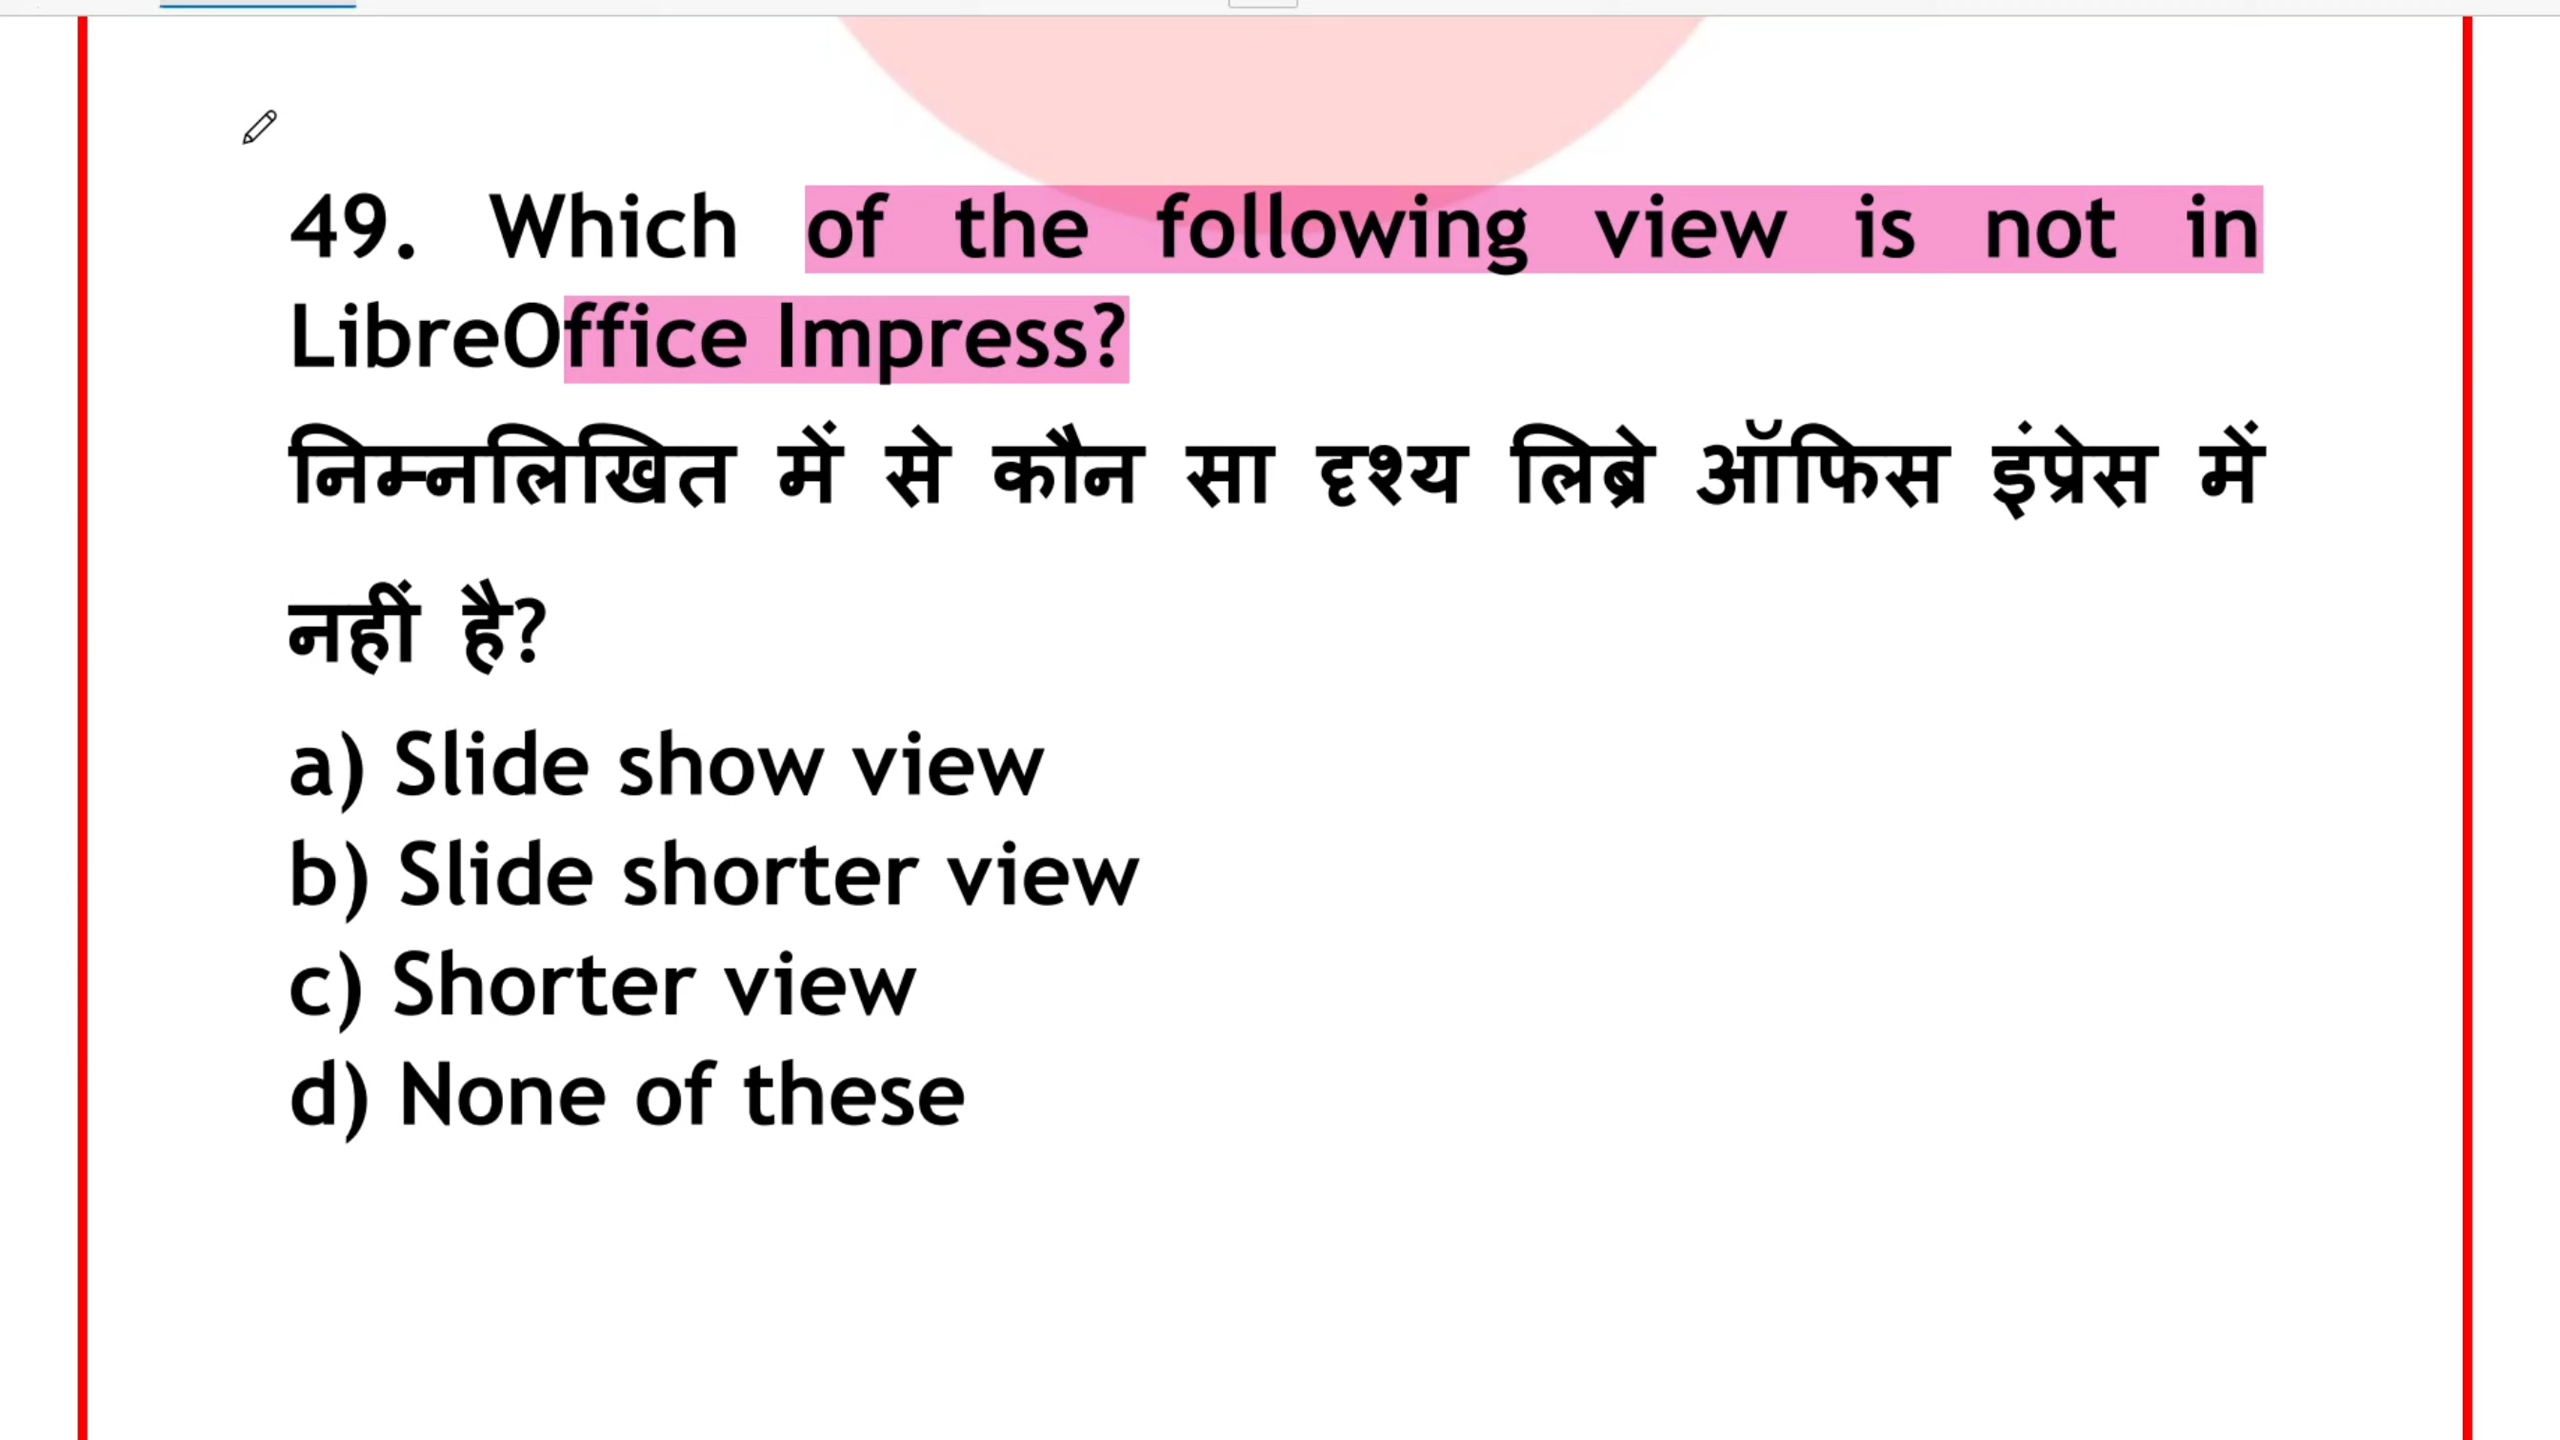 49. Which of the following view is not in
LibreOffice Impress?
निम्नलिखित में से कौन सा दृश्य लिब्रे ऑफिस इंप्रेस में
नहीं है?
a) Slide show view
b) Slide shorter view
c) Shorter view
d) None of these